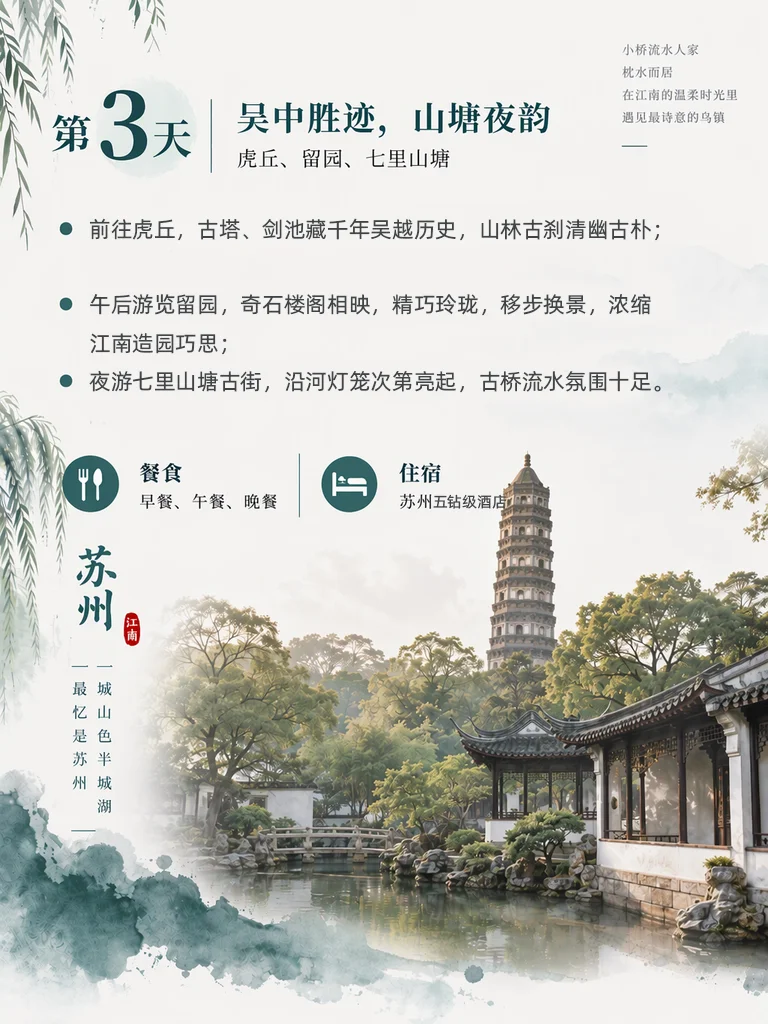 小桥流水人家
枕水而居
在江南的温柔时光里
遇见最诗意的乌镇
第3天
吴中胜迹，山塘夜韵
虎丘、留园、七里山塘
前往虎丘，古塔、剑池藏千年吴越历史，山林古刹清幽古朴；
午后游览留园，奇石楼阁相映，精巧玲珑，移步换景，浓缩
江南造园巧思；
夜游七里山塘古街，沿河灯笼次第亮起，古桥流水氛围十足。
餐食
早餐、午餐、晚餐
住宿
苏州五钻级酒店
苏州
江南
一城山色半城湖
最忆是苏州